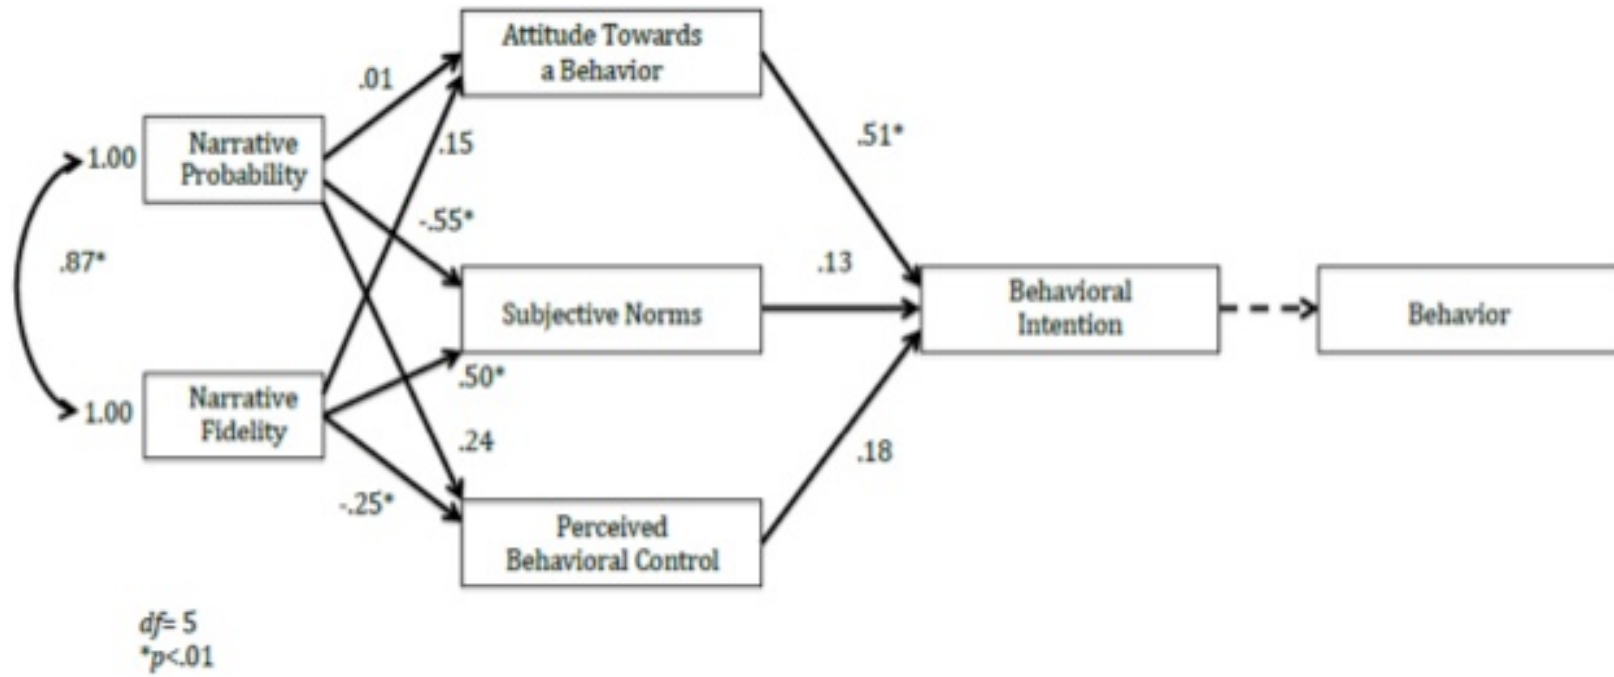 Attitude Towards
a Behavior
.01
.51*
Narrative
Probability
1.00
.15
-.55*
.87*
.13
Subjective Norms
Behavioral
Intention
Behavior
.50*
1.00
Narrative
Fidelity
.24
.18
-.25*
Perceived
Behavioral Control
df= 5
*p<.01